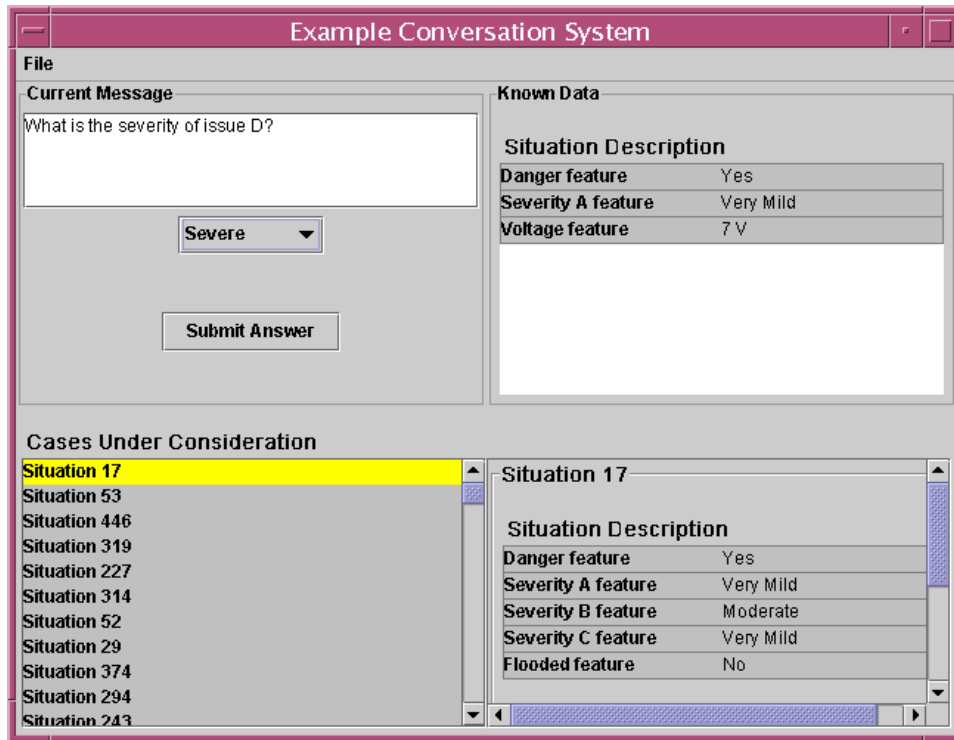 Example Conversation System
File
Current Message
What is the severity of issue D?
Severe
Submit Answer
Known Data
Situation Description
Danger feature Yes
Severity A feature Very Mild
Voltage feature 7 V
Cases Under Consideration
Situation 17
Situation 53
Situation 446
Situation 319
Situation 227
Situation 314
Situation 52
Situation 29
Situation 374
Situation 294
Situation 243
Situation 17
Situation Description
Danger feature Yes
Severity A feature Very Mild
Severity B feature Moderate
Severity C feature Very Mild
Flooded feature No